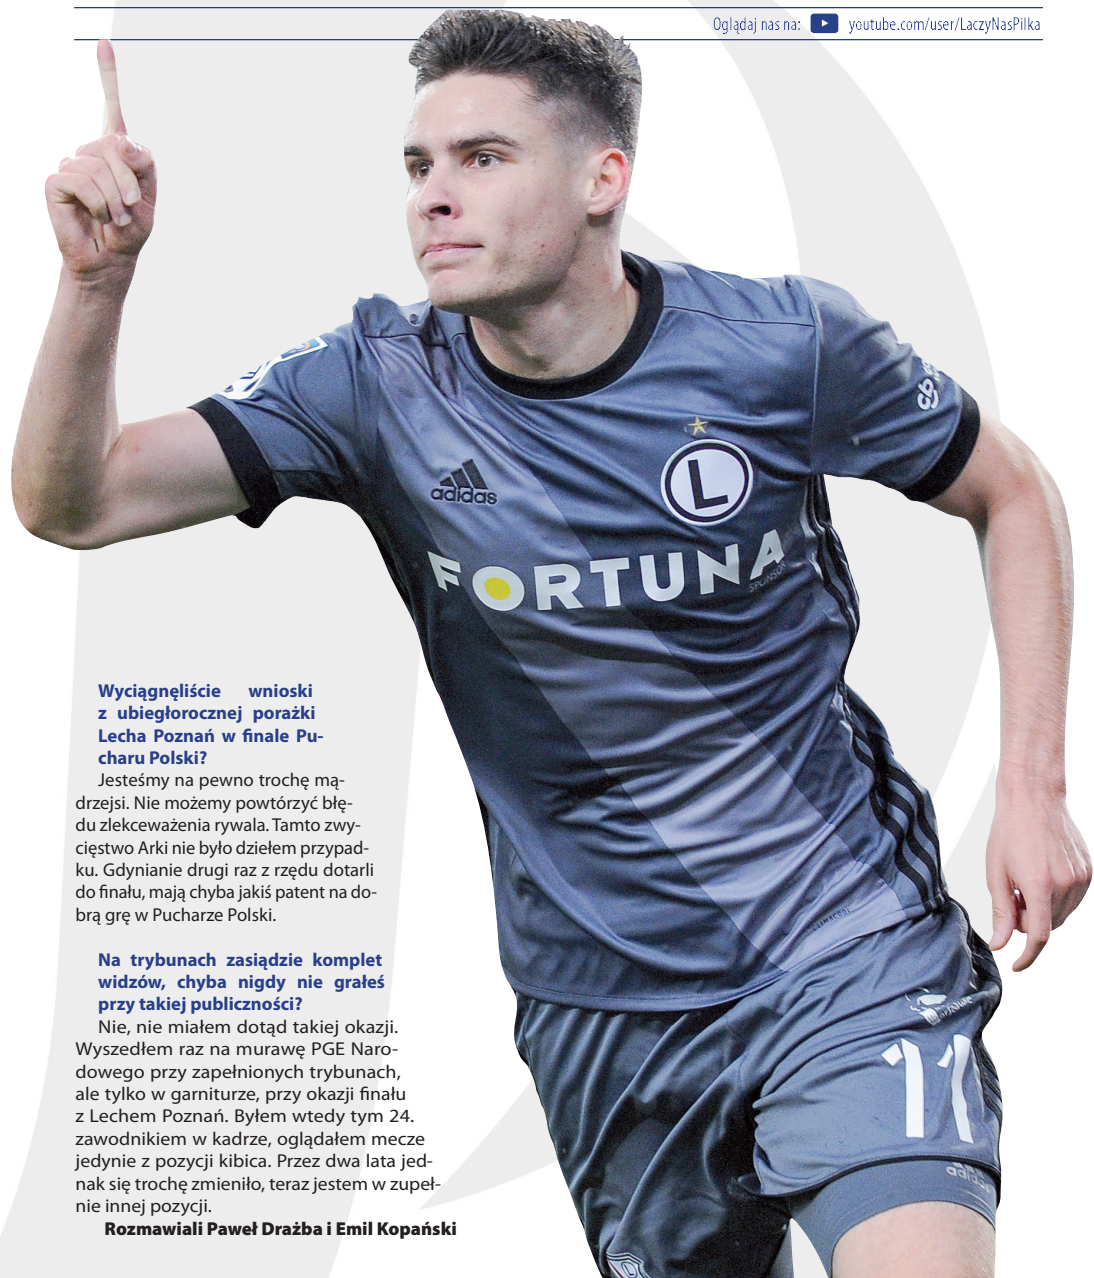 Oglądaj nas na: youtube.com/user/LaczyNasPilka
adidas
L
FORTUNA
SPONSOR
11
adidas
L
Wyciągnęliście wnioski
z ubiegłorocznej porażki
Lecha Poznań w finale Pu-
charu Polski?
Jesteśmy na pewno trochę mą-
drzejsi. Nie możemy powtórzyć błę-
du zlekceważenia rywala. Tamto zwy-
cięstwo Arki nie było dziełem przypad-
ku. Gdynianie drugi raz z rzędu dotarli
do finału, mają chyba jakiś patent na do-
brą grę w Pucharze Polski.
Na trybunach zasiądzie komplet
widzów, chyba nigdy nie grałeś
przy takiej publiczności?
Nie, nie miałem dotąd takiej okazji.
Wyszedłem raz na murawę PGE Naro-
dowego przy zapełnionych trybunach,
ale tylko w garniturze, przy okazji finału
z Lechem Poznań. Byłem wtedy tym 24.
zawodnikiem w kadrze, oglądałem mecze
jedynie z pozycji kibica. Przez dwa lata jed-
nak się trochę zmieniło, teraz jestem w zupeł-
nie innej pozycji.
Rozmawiali Paweł Drażba i Emil Kopański